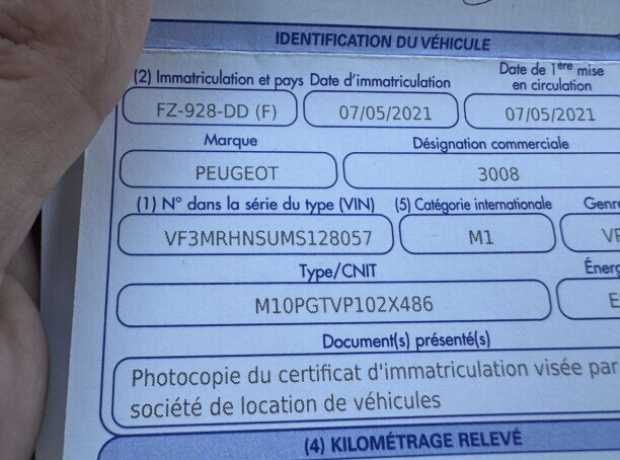 IDENTIFICATION DU VÉHICULE
(2) Immatriculation et pays Date d'immatriculation Date de 1ère mise en circulation
FZ-928-DD (F) 07/05/2021 07/05/2021
Marque Désignation commerciale
PEUGEOT 3008
(1) N° dans la série du type (VIN) (5) Catégorie internationale Genre
VF3MRHNSUMS128057 M1
Type/CNIT
M10PGTVP102X486
Document(s) présenté(s)
Photocopie du certificat d'immatriculation visée par
société de location de véhicules
(4) KILOMÉTRAGE RELEVÉ